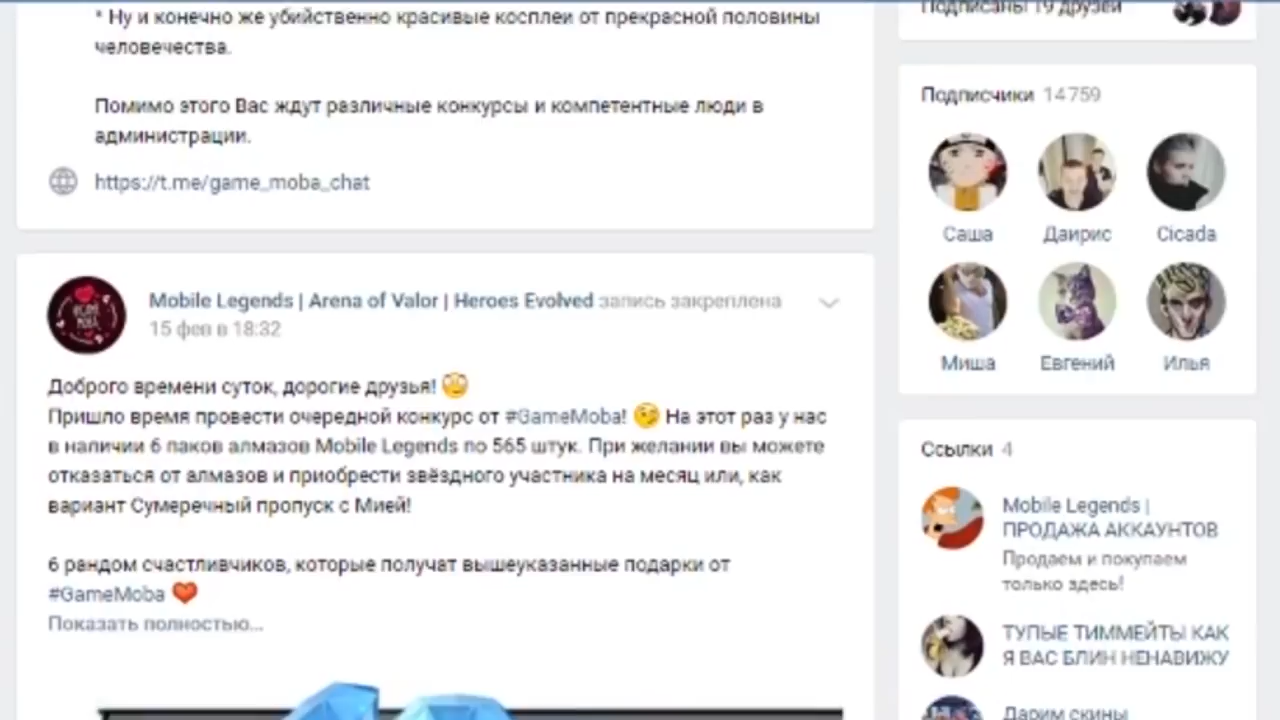 * Ну и конечно же убийственно красивые косплеи от прекрасной половины
человечества.
Помимо этого Вас ждут различные конкурсы и компетентные люди в
администрации.
https://t.me/game_moba_chat
Mobile Legends | Arena of Valor | Heroes Evolved запись закреплена
15 фев в 18:32
Доброго времени суток, дорогие друзья!
Пришло время провести очередной конкурс от #GameMoba! На этот раз у нас
в наличии 6 паков алмазов Mobile Legends по 565 штук. При желании вы можете
отказаться от алмазов и приобрести звёздного участника на месяц или, как
вариант Сумеречный пропуск с Мией!
6 рандом счастливчиков, которые получат вышеуказанные подарки от
#GameMoba
Показать полностью...
Подписаны 19 друзей
Подписчики 14759
Саша
Даирис
Cicada
Миша
Евгений
Илья
Ссылки 4
Mobile Legends |
ПРОДАЖА АККАУНТОВ
Продаем и покупаем
только здесь!
ТУПЫЕ ТИММЕЙТЫ КАК
Я ВАС БЛИН НЕНАВИЖУ
Дарим скины